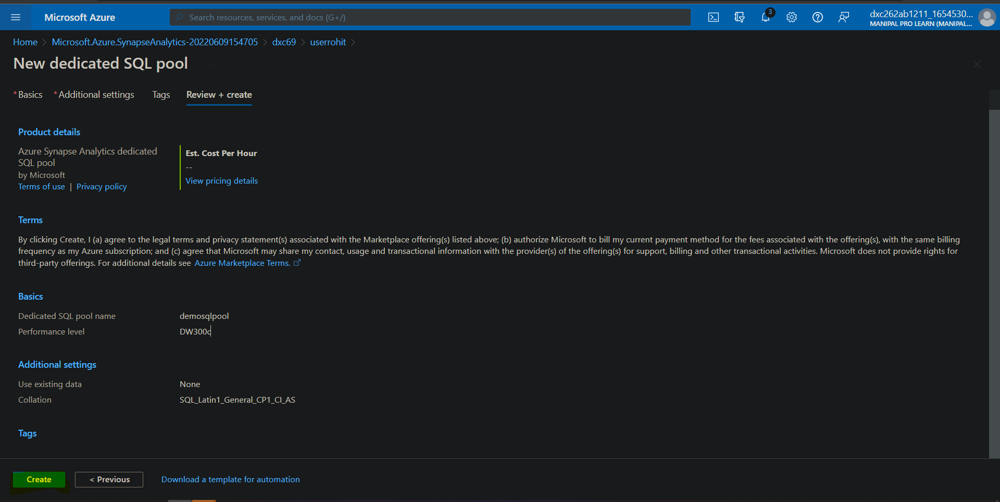 Microsoft Azure
Search resources, services, and docs (G+/)
3
dxc262ab1211_1654530...
MANIPAL PRO LEARN (MANIPAL...
Home > Microsoft.Azure.SynapseAnalytics-20220609154705 > dxc69 > userrohit >
New dedicated SQL pool ...
* Basics * Additional settings Tags Review + create
Product details
Azure Synapse Analytics dedicated
SQL pool
by Microsoft
Terms of use | Privacy policy
Est. Cost Per Hour
--
View pricing details
Terms
By clicking Create, I (a) agree to the legal terms and privacy statement(s) associated with the Marketplace offering(s) listed above; (b) authorize Microsoft to bill my current payment method for the fees associated with the offering(s), with the same billing
frequency as my Azure subscription; and (c) agree that Microsoft may share my contact, usage and transactional information with the provider(s) of the offering(s) for support, billing and other transactional activities. Microsoft does not provide rights for
third-party offerings. For additional details see Azure Marketplace Terms.
Basics
Dedicated SQL pool name demosqlpool
Performance level DW300c
Additional settings
Use existing data None
Collation SQL_Latin1_General_CP1_CI_AS
Tags
Create < Previous Download a template for automation